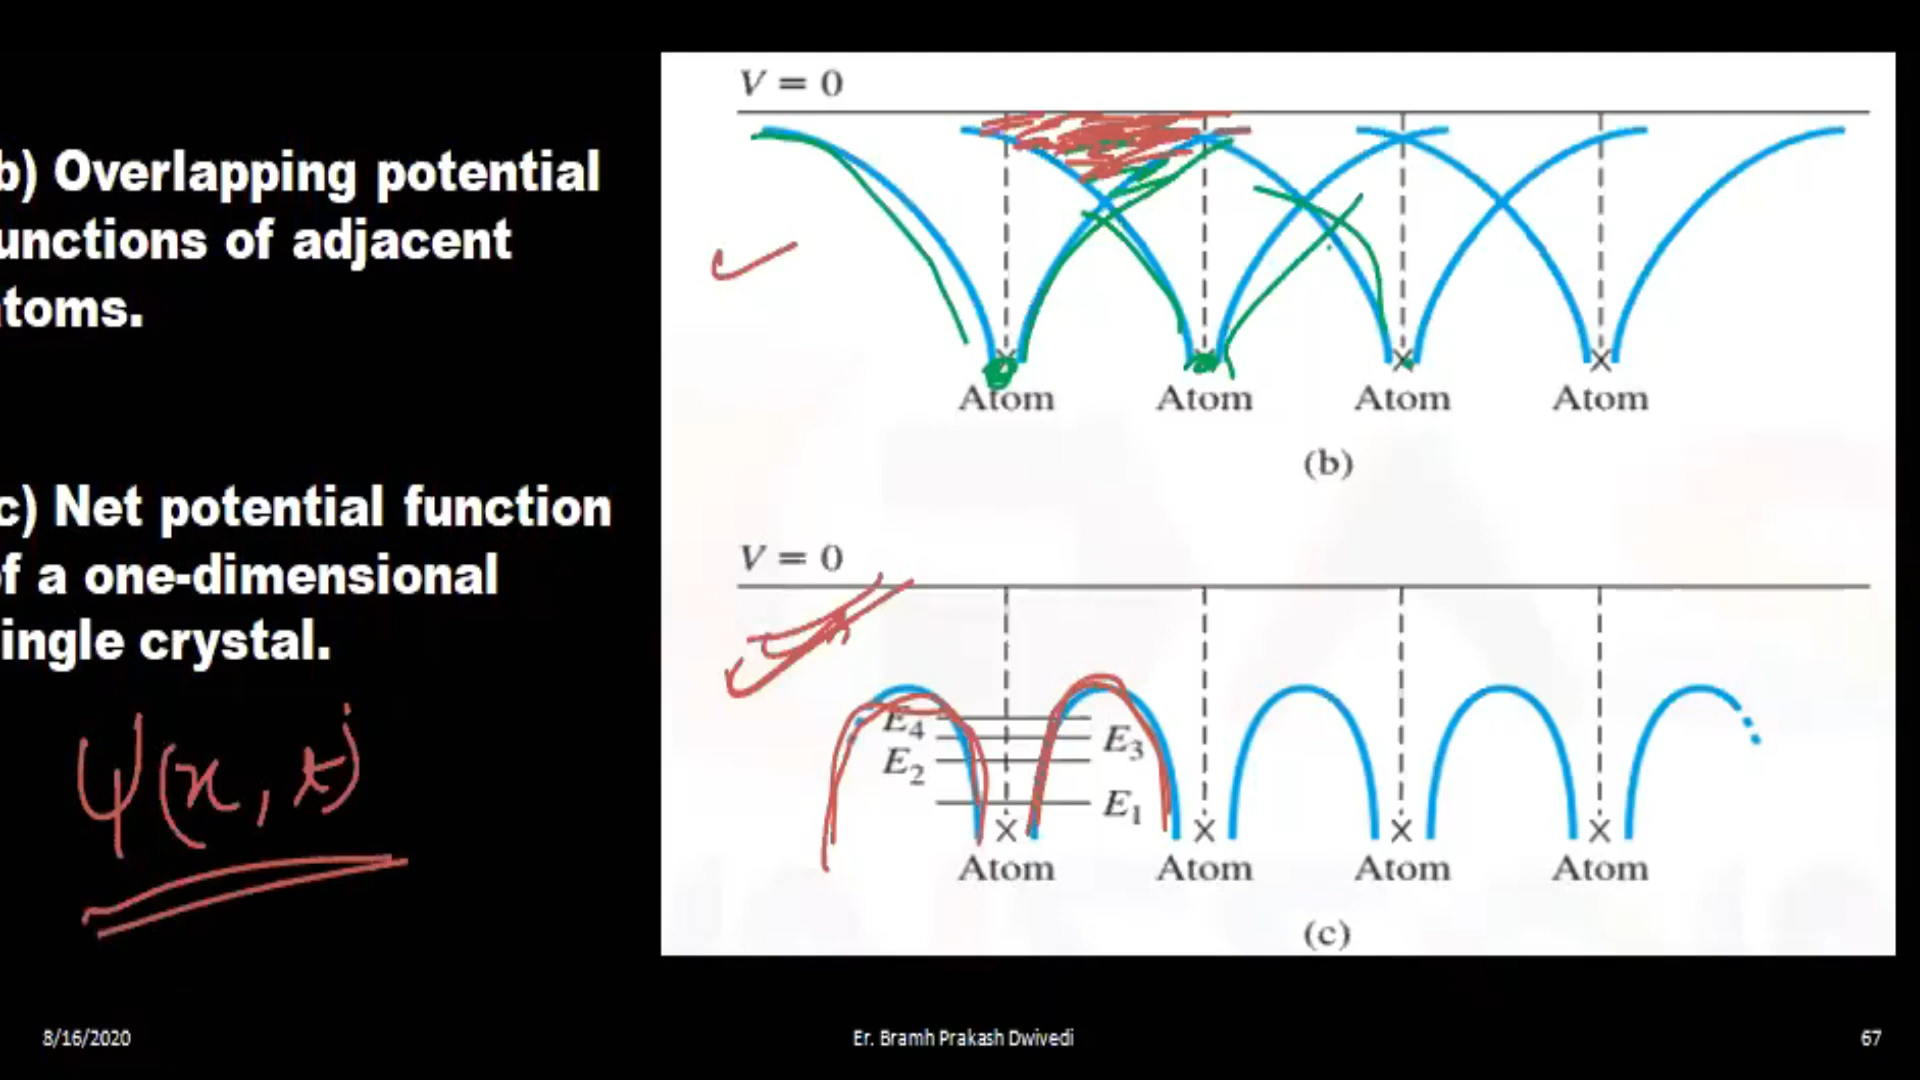 b) Overlapping potential
unctions of adjacent
toms.
c) Net potential function
of a one-dimensional
ingle crystal.
ψ(x, t)
V = 0
Atom Atom Atom Atom
(b)
V = 0
E4
E3
E2
E1
Atom Atom Atom Atom
(c)
8/16/2020 Er. Bramh Prakash Dwivedi 67